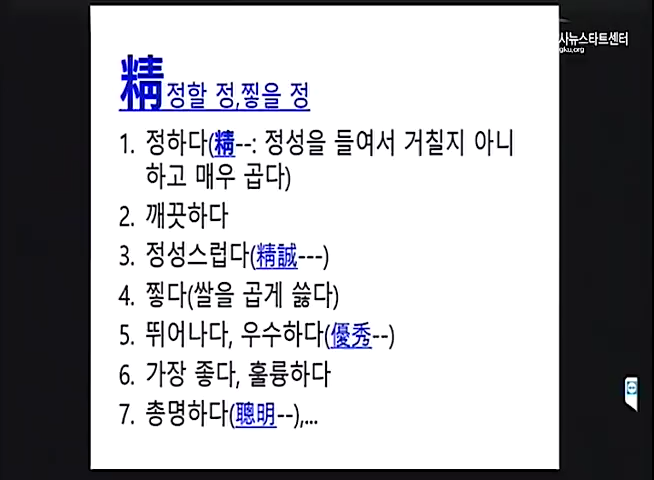 사뉴스타트센터
gku.org
精정할 정,찧을 정
1. 정하다(精--: 정성을 들여서 거칠지 아니
하고 매우 곱다)
2. 깨끗하다
3. 정성스럽다(精誠---)
4. 찧다(쌀을 곱게 쓿다)
5. 뛰어나다, 우수하다(優秀--)
6. 가장 좋다, 훌륭하다
7. 총명하다(聰明--),...